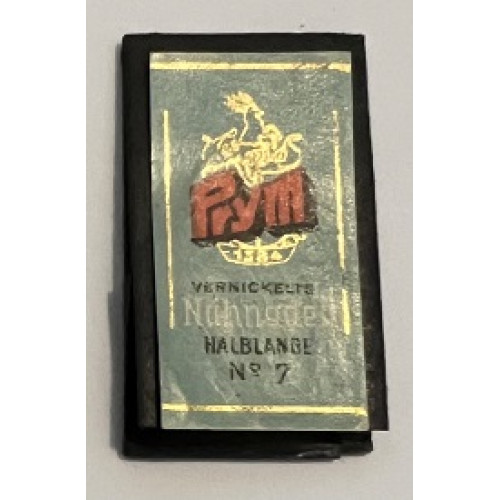 Prym
VERNICKELTE
Nähnadeln
HALBLANGE
Nº 7